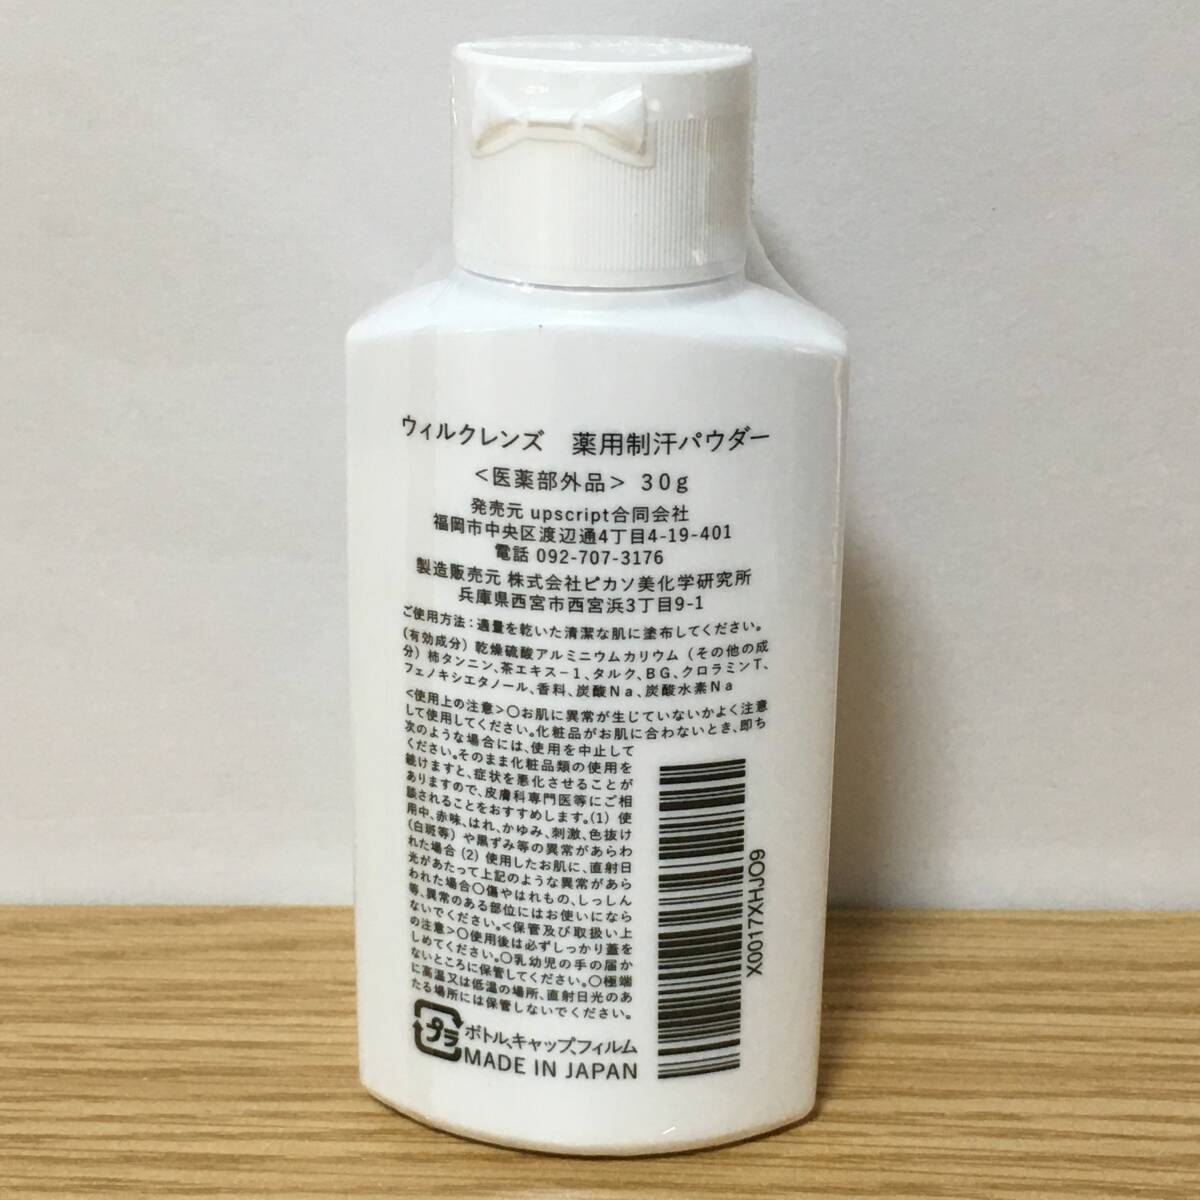 ウィルクレンズ　薬用制汗パウダー
<医薬部外品> 30g
発売元 upscript合同会社
福岡市中央区渡辺通4丁目4-19-401
電話 092-707-3176
製造販売元 株式会社ピカソ美化学研究所
兵庫県西宮市西宮浜3丁目9-1
ご使用方法：適量を乾いた清潔な肌に塗布してください。
(有効成分) 乾燥硫酸アルミニウムカリウム (その他の成
分) 柿タンニン、茶エキス-1、タルク、BG、クロラミンT、
フェノキシエタノール、香料、炭酸Na、炭酸水素Na
<使用上の注意>〇お肌に異常が生じていないかよく注意
して使用してください。化粧品がお肌に合わないとき、即ち
次のような場合には、使用を中止して
ください。そのまま化粧品類の使用を
続けますと、症状を悪化させることが
ありますので、皮膚科専門医等にご相
談されることをおすすめします。(1) 使
用中、赤味、はれ、かゆみ、刺激、色抜け
(白斑等) や黒ずみ等の異常があらわ
れた場合 (2) 使用したお肌に、直射日
光があたって上記のような異常があら
われた場合〇傷やはれもの、しっしん
等、異常のある部位にはお使いになら
ないでください。<保管及び取扱い上
の注意>〇使用後は必ずしっかり蓋を
しめてください。〇乳幼児の手の届か
ないところに保管してください。〇極端
に高温又は低温の場所、直射日光のあ
たる場所には保管しないでください。
プラ ボトル、キャップ、フィルム
MADE IN JAPAN
X0017XHJO9